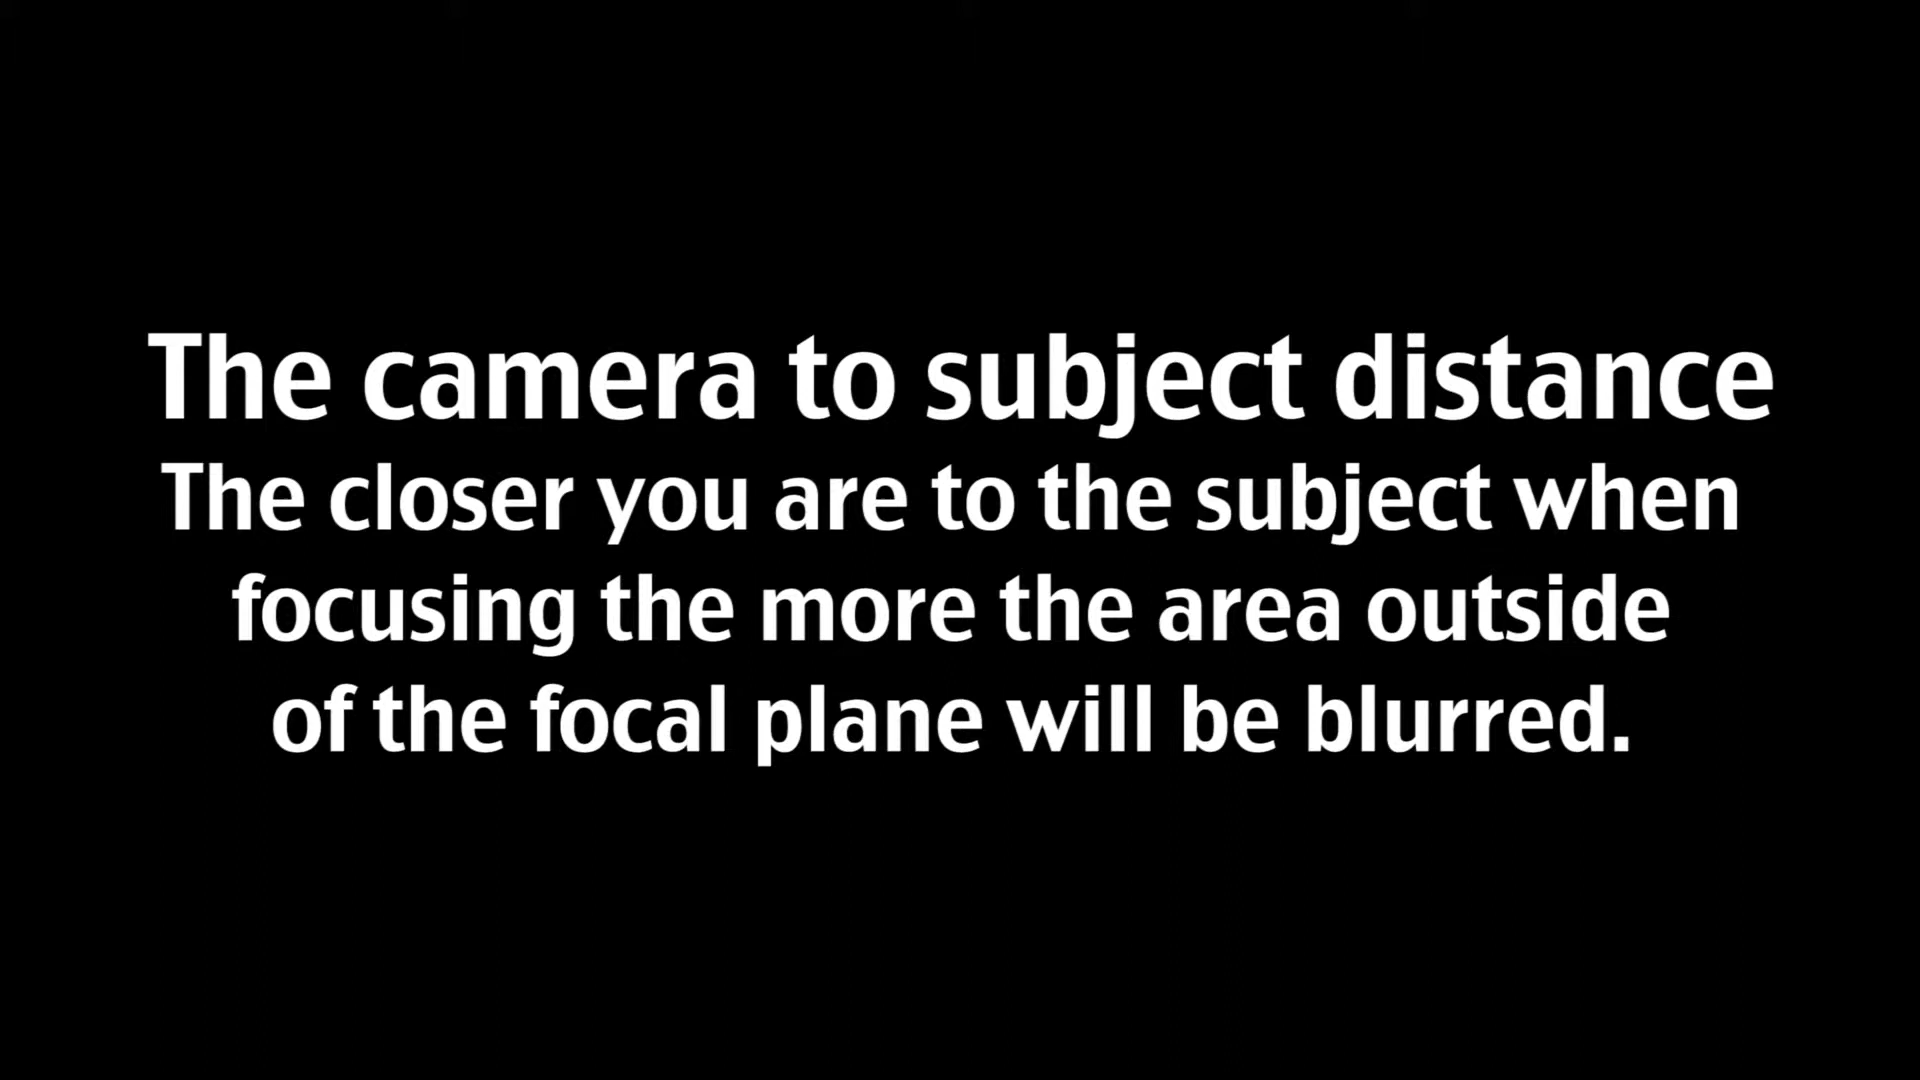 The camera to subject distance
The closer you are to the subject when
focusing the more the area outside
of the focal plane will be blurred.